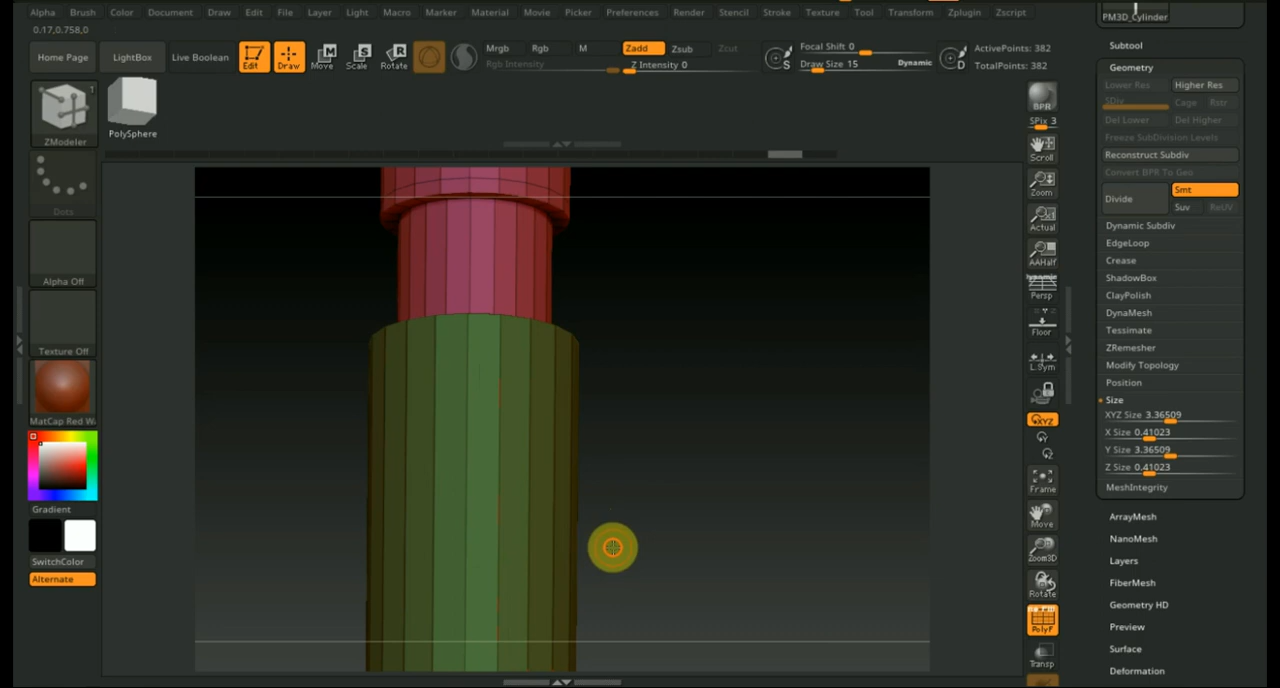 Alpha Brush Color Document Draw Edit File Layer Light Macro Marker Material Movie Picker Preferences Render Stencil Stroke Texture Tool Transform Zplugin Zscript
0.17,0.758,0
Home Page LightBox Live Boolean Edit Draw Move Scale Rotate
Mrgb Rgb M Zadd Zsub Zcut
Rgb Intensity Z Intensity 0
S Focal Shift 0
Draw Size 15 Dynamic D
ActivePoints: 382
TotalPoints: 382
1
ZModeler
PolySphere
Dots
Alpha Off
Texture Off
MatCap Red W
Gradient
SwitchColor
Alternate
BPR
SPix 3
Scroll
Zoom
Actual
AAHalf
Dynamic
Persp
Floor
L.Sym
XYZ
Frame
Move
Zoom3D
Rotate
PolyF
Transp
PM3D_Cylinder
Subtool
Geometry
Lower Res Higher Res
SDiv Cage Rstr
Del Lower Del Higher
Freeze SubDivision Levels
Reconstruct Subdiv
Convert BPR To Geo
Divide Smt
Suv ReUV
Dynamic Subdiv
EdgeLoop
Crease
ShadowBox
ClayPolish
DynaMesh
Tessimate
ZRemesher
Modify Topology
Position
Size
XYZ Size 3.36509
X Size 0.41023
Y Size 3.36509
Z Size 0.41023
MeshIntegrity
ArrayMesh
NanoMesh
Layers
FiberMesh
Geometry HD
Preview
Surface
Deformation